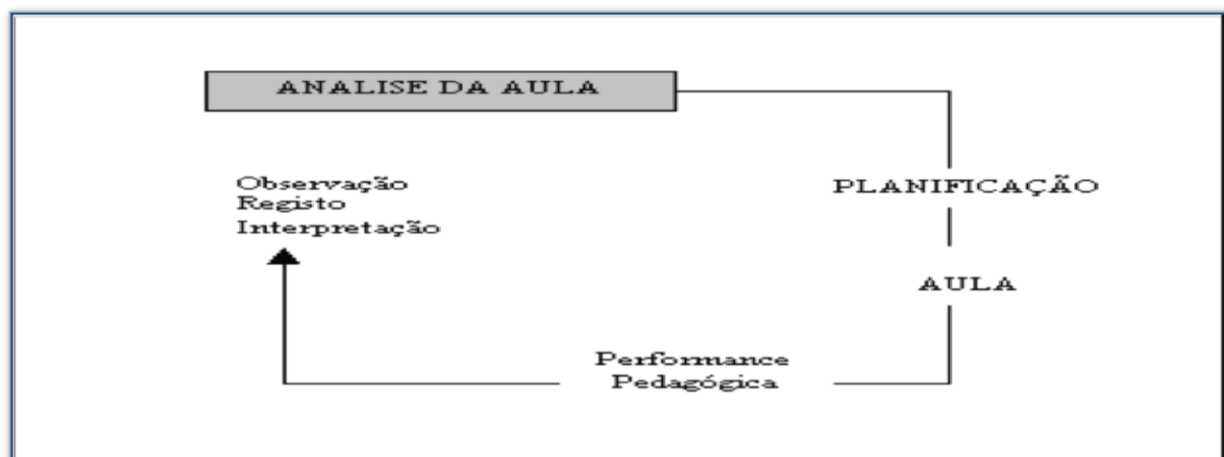 ANALISE DA AULA
Observação
Registo
Interpretação
PLANIFICAÇÃO
AULA
Performance
Pedagógica